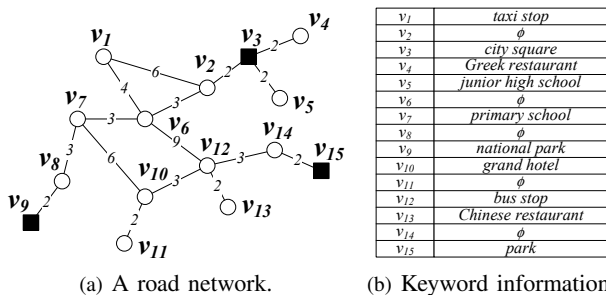 v1
v2
v3
v4
v5
v6
v7
v8
v9
v10
v11
v12
v13
v14
v15
6
4
3
2
2
2
3
9
3
6
2
3
2
3
2
2
(a) A road network.
v1 taxi stop
v2 ϕ
v3 city square
v4 Greek restaurant
v5 junior high school
v6 ϕ
v7 primary school
v8 ϕ
v9 national park
v10 grand hotel
v11 ϕ
v12 bus stop
v13 Chinese restaurant
v14 ϕ
v15 park
(b) Keyword information